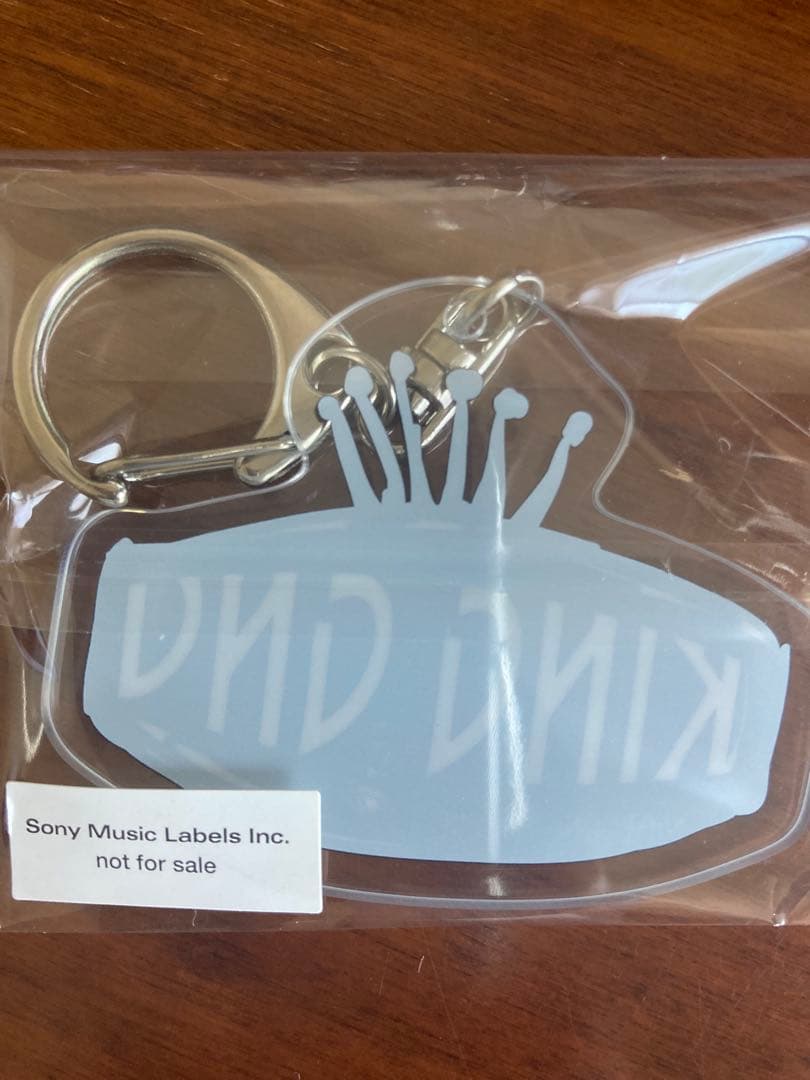 KING GNU
Sony Music Labels Inc.
not for sale